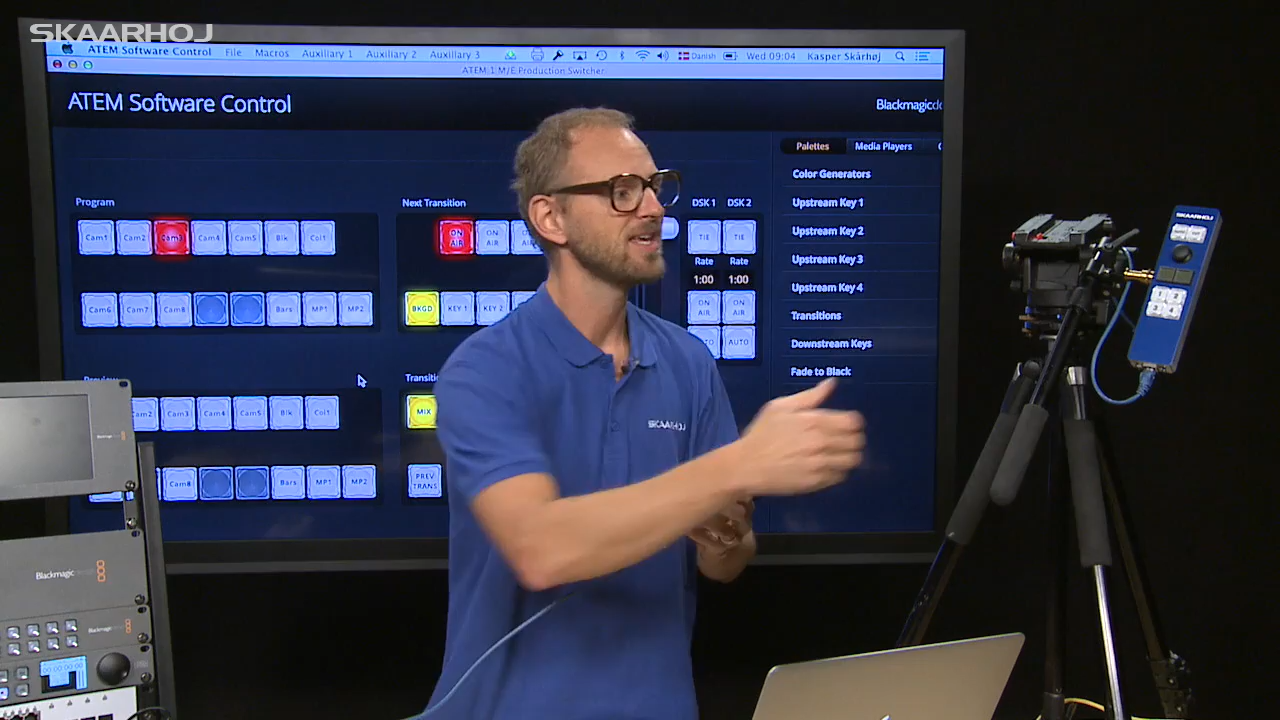 SKAARHOJ
ATEM Software Control File Macros Auxiliary 1 Auxiliary 2 Auxiliary 3 Danish Wed 09:04 Kasper Skårhøj
ATEM 1 M/E Production Switcher
ATEM Software Control
Blackmagic
Palettes Media Players
Color Generators
Upstream Key 1
Upstream Key 2
Upstream Key 3
Upstream Key 4
Transitions
Downstream Keys
Fade to Black
Program
Cam1 Cam2 Cam3 Cam4 Cam5 Blk Col1
Cam6 Cam7 Cam8 Bars MP1 MP2
Next Transition
ON AIR ON AIR
BKGD KEY 1 KEY 2
DSK 1 DSK 2
TIE TIE
Rate Rate
1:00 1:00
ON AIR ON AIR
AUTO
Cam2 Cam3 Cam4 Cam5 Blk Col1
Cam8 Bars MP1 MP2
MIX
PREV TRANS
SKAARHOJ
SKAARHOJ
1 2
3 4
Blackmagic